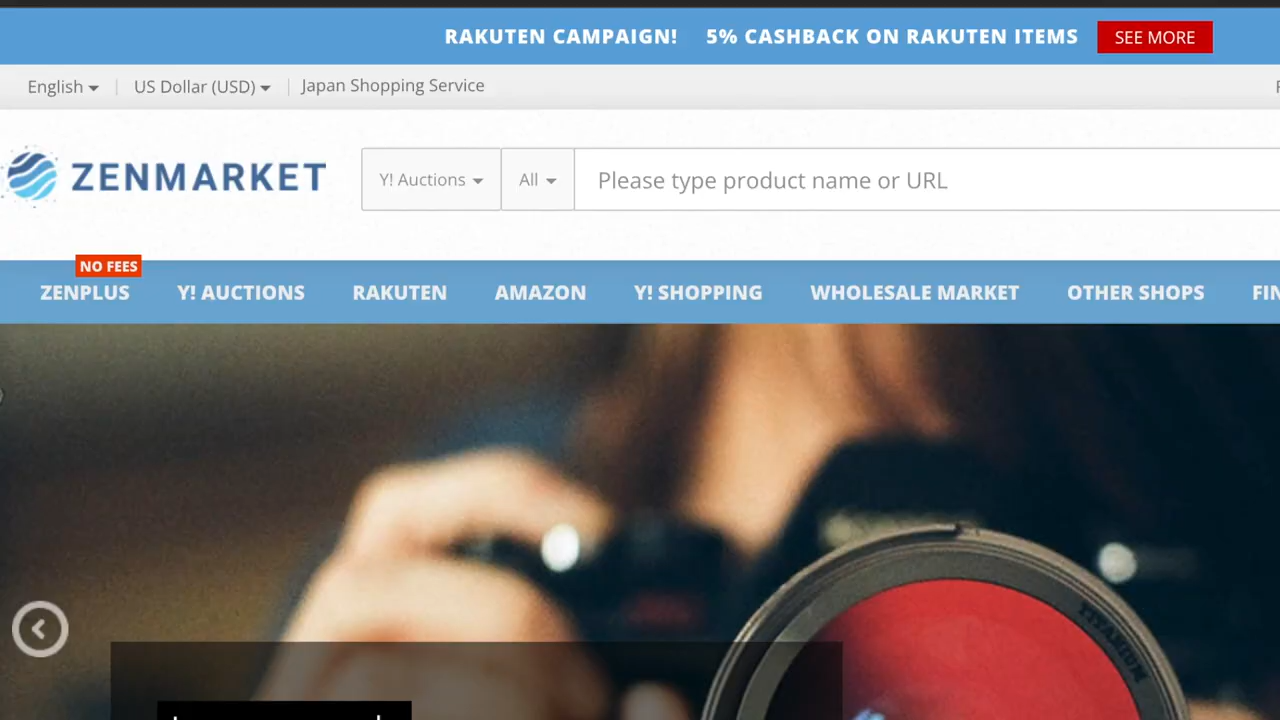 RAKUTEN CAMPAIGN! 5% CASHBACK ON RAKUTEN ITEMS SEE MORE
English US Dollar (USD) Japan Shopping Service
ZENMARKET Y! Auctions All Please type product name or URL
NO FEES
ZENPLUS Y! AUCTIONS RAKUTEN AMAZON Y! SHOPPING WHOLESALE MARKET OTHER SHOPS
TITANIUM